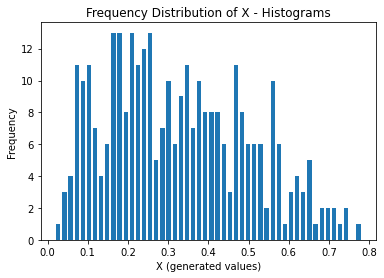 Frequency Distribution of X - Histograms
Frequency
12
10
8
6
4
2
0
0.0 0.1 0.2 0.3 0.4 0.5 0.6 0.7 0.8
X (generated values)